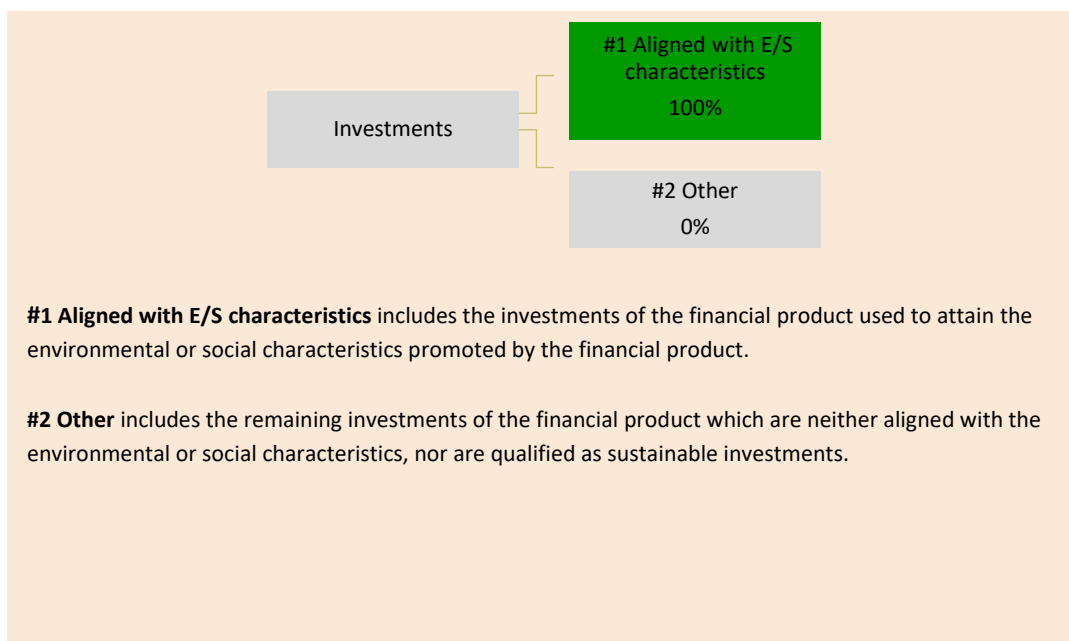 #1 Aligned with E/S
characteristics
100%
Investments
#2 Other
0%
#1 Aligned with E/S characteristics includes the investments of the financial product used to attain the
environmental or social characteristics promoted by the financial product.
#2 Other includes the remaining investments of the financial product which are neither aligned with the
environmental or social characteristics, nor are qualified as sustainable investments.